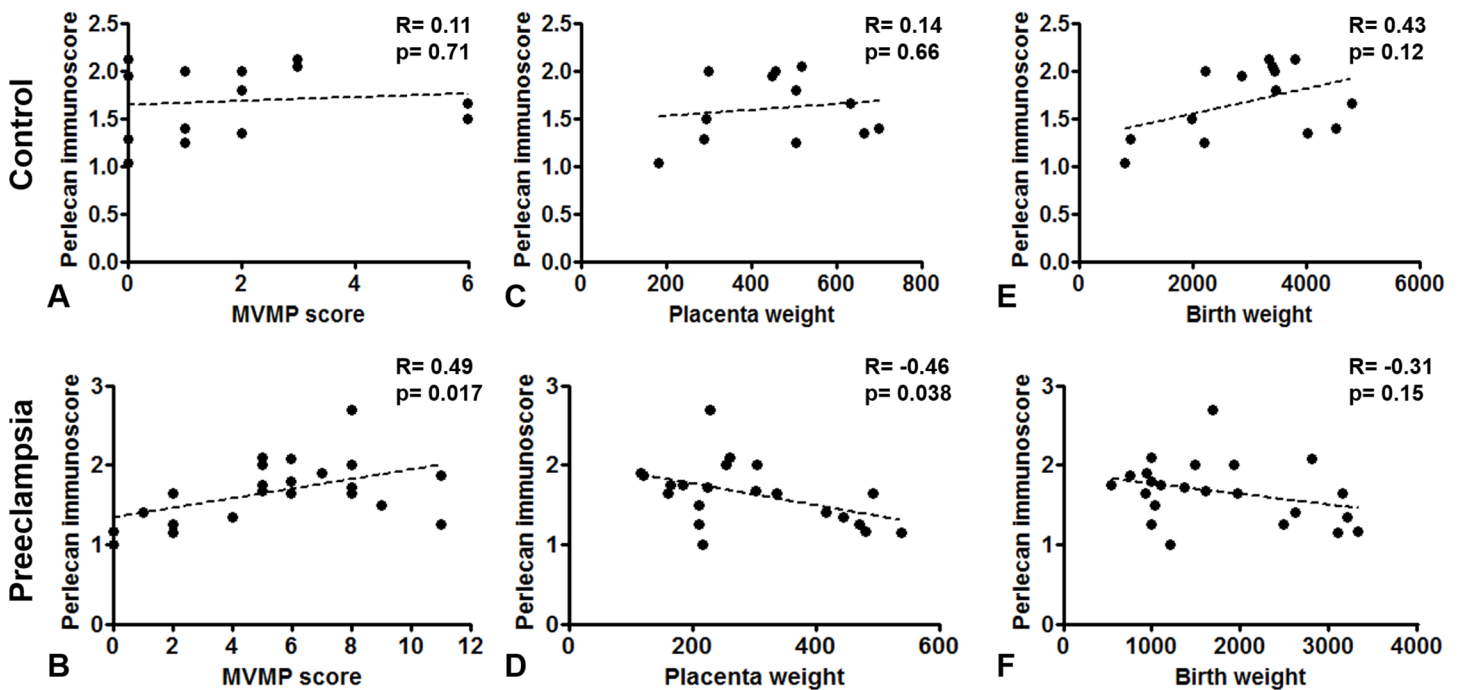 Control
Perlecan immunoscore
2.5
2.0
1.5
1.0
0.5
0.0
0
2
4
6
MVMP score
R= 0.11
p= 0.71
A
Perlecan immunoscore
2.5
2.0
1.5
1.0
0.5
0.0
0
200
400
600
800
Placenta weight
R= 0.14
p= 0.66
C
Perlecan immunoscore
2.5
2.0
1.5
1.0
0.5
0.0
0
2000
4000
6000
Birth weight
R= 0.43
p= 0.12
E
Preeclampsia
Perlecan immunoscore
3
2
1
0
0
2
4
6
8
10
12
MVMP score
R= 0.49
p= 0.017
B
Perlecan immunoscore
3
2
1
0
0
200
400
600
Placenta weight
R= -0.46
p= 0.038
D
Perlecan immunoscore
3
2
1
0
0
1000
2000
3000
4000
Birth weight
R= -0.31
p= 0.15
F